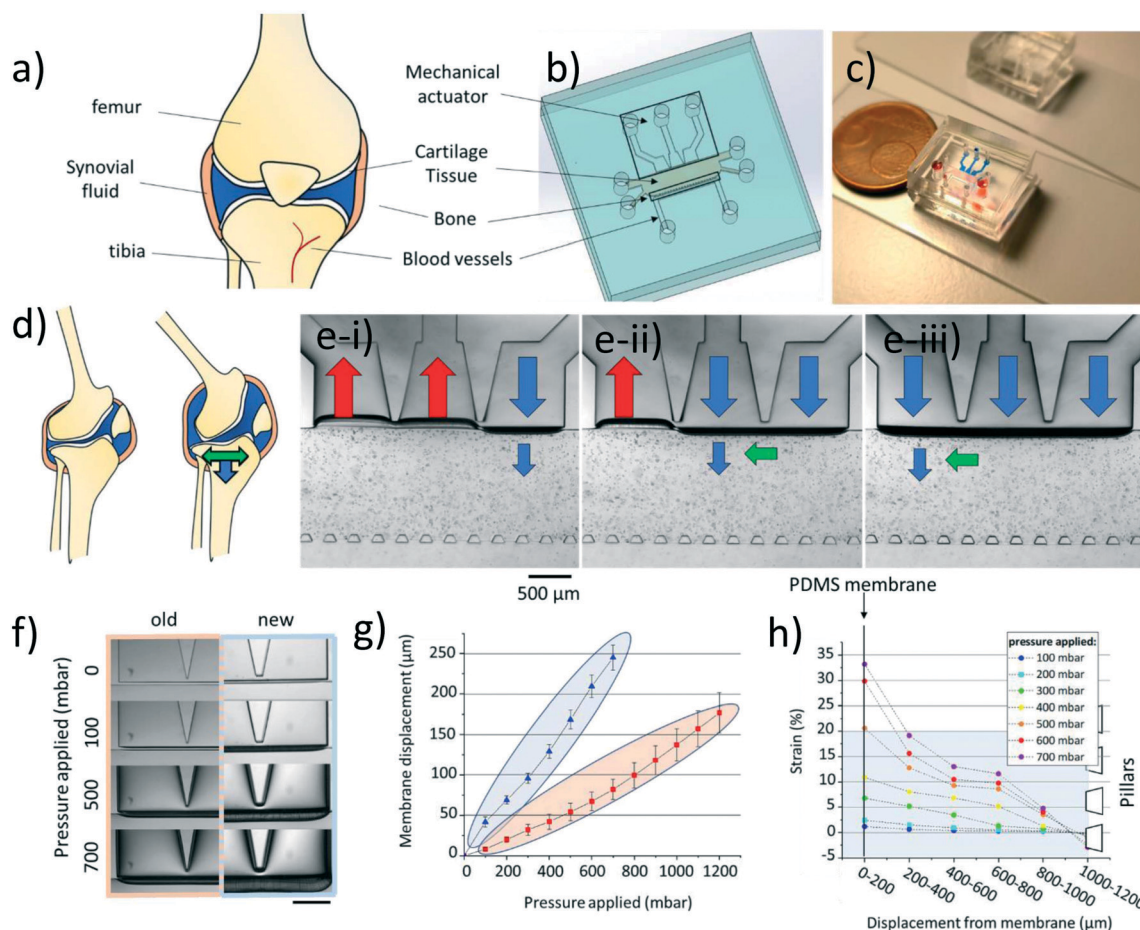 a)
femur
Synovial
fluid
tibia
Mechanical
actuator
Cartilage
Tissue
Bone
Blood vessels
b)
c)
d)
e-i)
e-ii)
e-iii)
500 µm
f)
old
new
Pressure applied (mbar)
0
100
500
700
g)
Membrane displacement (µm)
250
200
150
100
50
0
0
200
400
600
800
1000
1200
Pressure applied (mbar)
PDMS membrane
h)
pressure applied:
100 mbar
200 mbar
300 mbar
400 mbar
500 mbar
600 mbar
700 mbar
Strain (%)
35
30
25
20
15
10
5
0
-5
Pillars
0-200
200-400
400-600
600-800
800-1000
1000-1200
Displacement from membrane (µm)